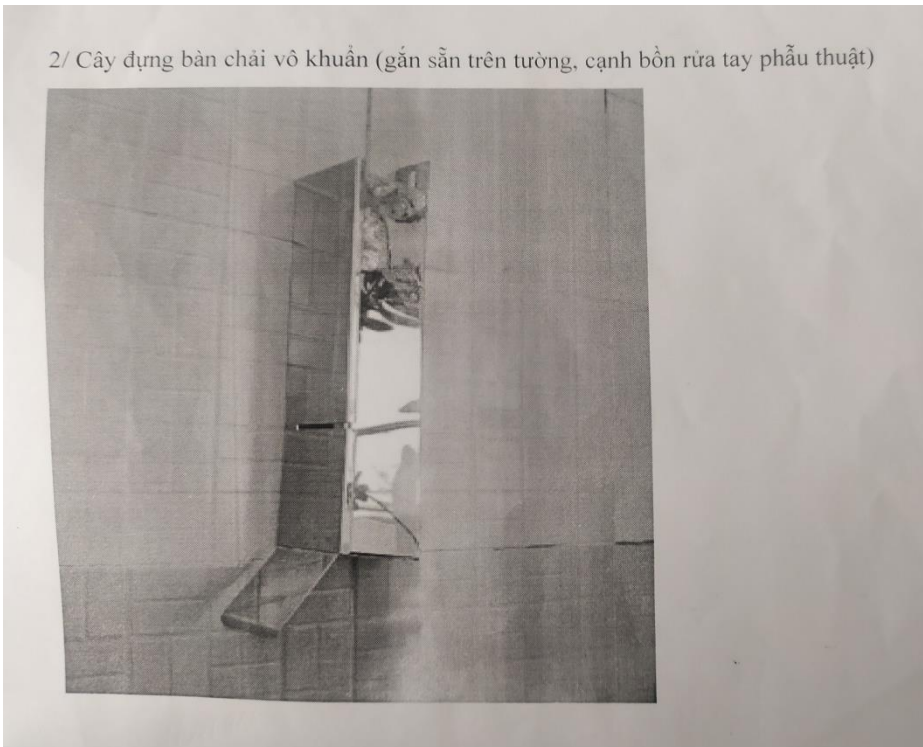 2/ Cây đựng bàn chải vô khuẩn (gắn sẵn trên tường, cạnh bồn rửa tay phẫu thuật)